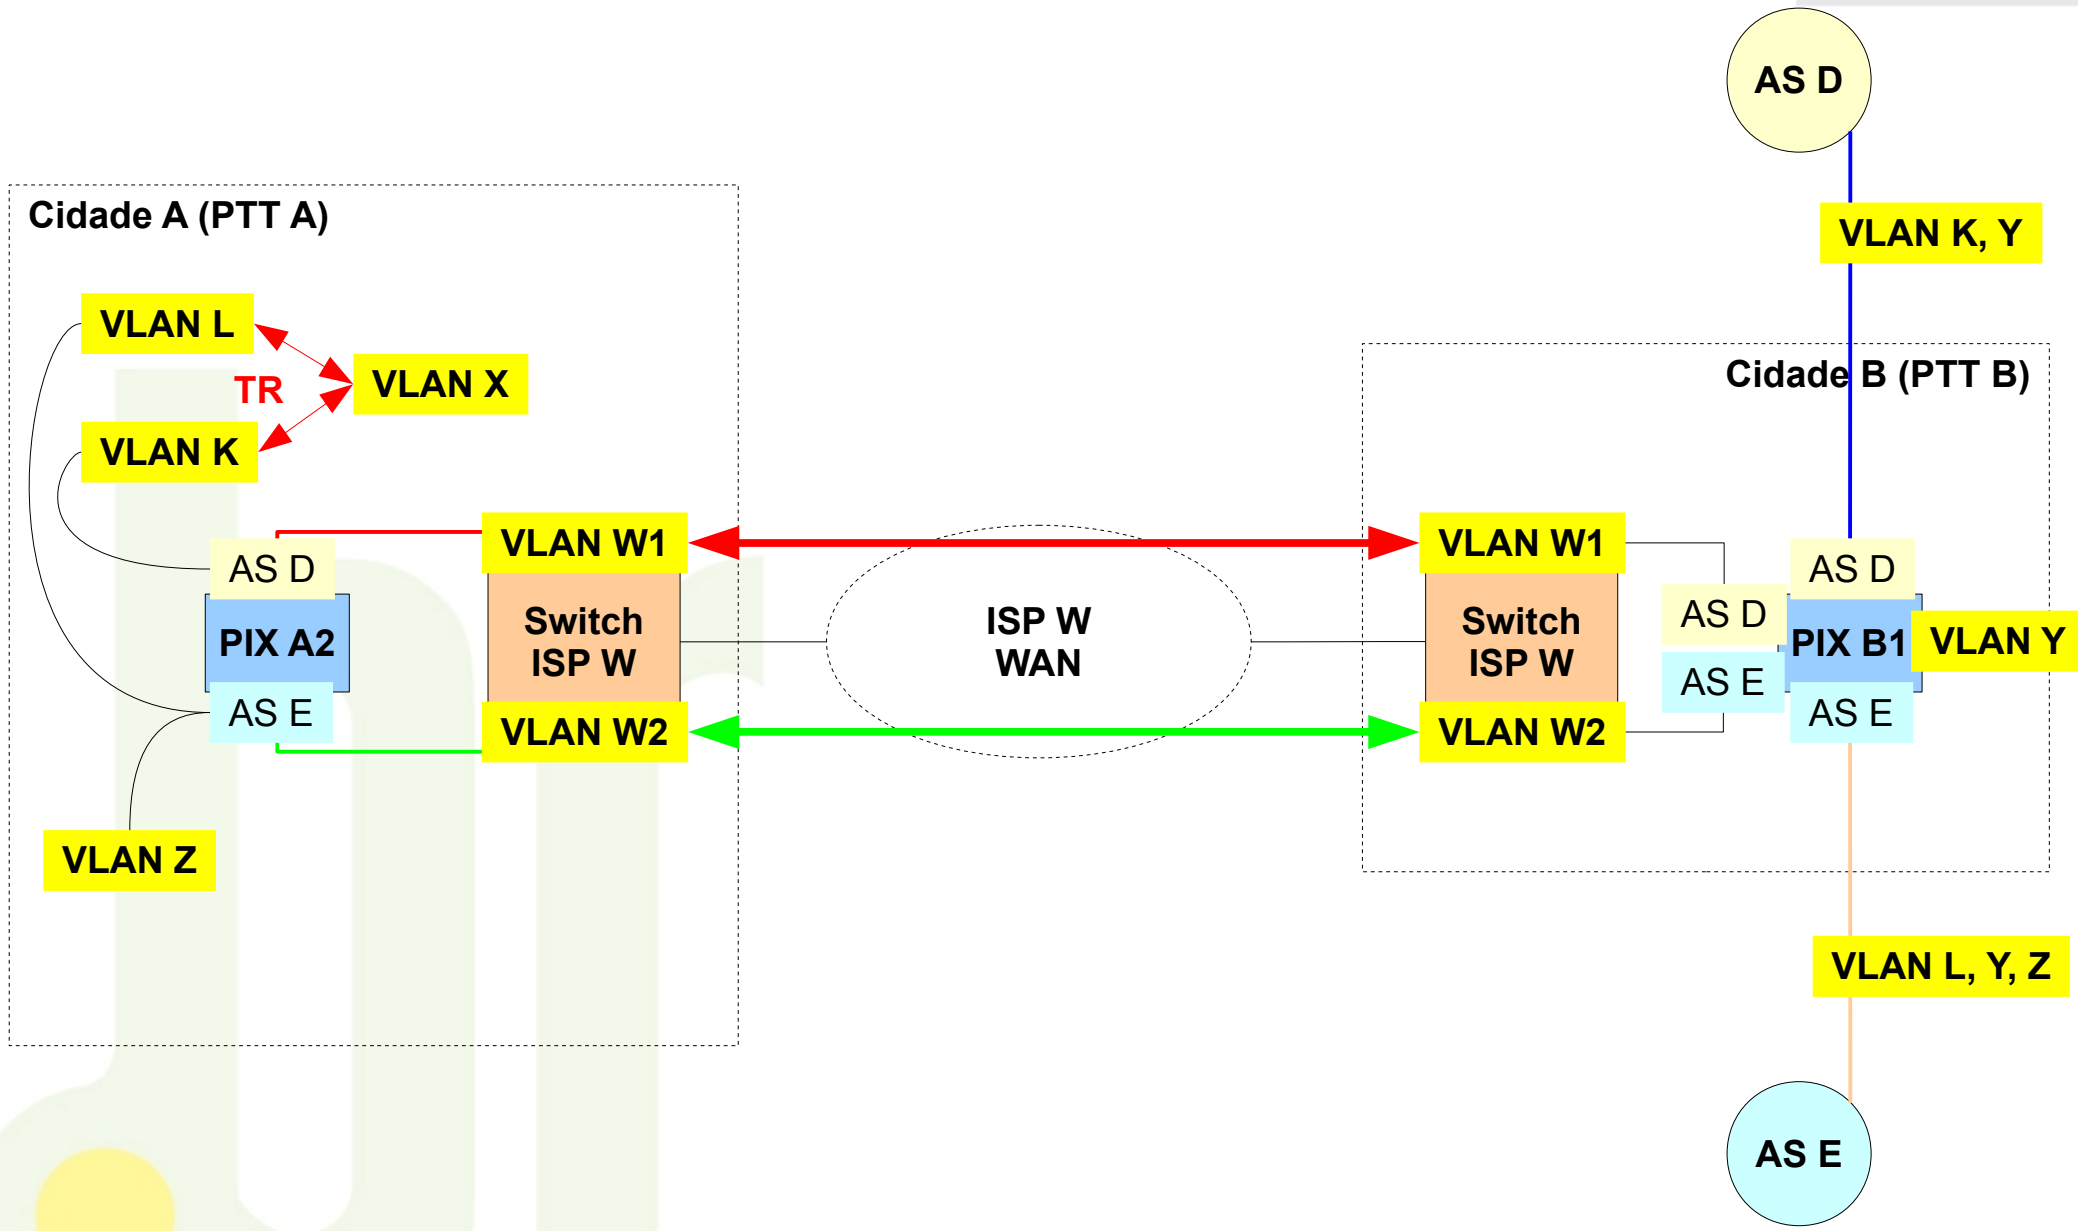 AS D
VLAN K, Y
Cidade A (PTT A)
VLAN L
TR
VLAN X
VLAN K
Cidade B (PTT B)
VLAN W1
AS D
PIX A2
AS E
Switch
ISP W
VLAN W2
VLAN Z
ISP W
WAN
VLAN W1
Switch
ISP W
VLAN W2
AS D
AS D
AS E
PIX B1
VLAN Y
AS E
VLAN L, Y, Z
AS E